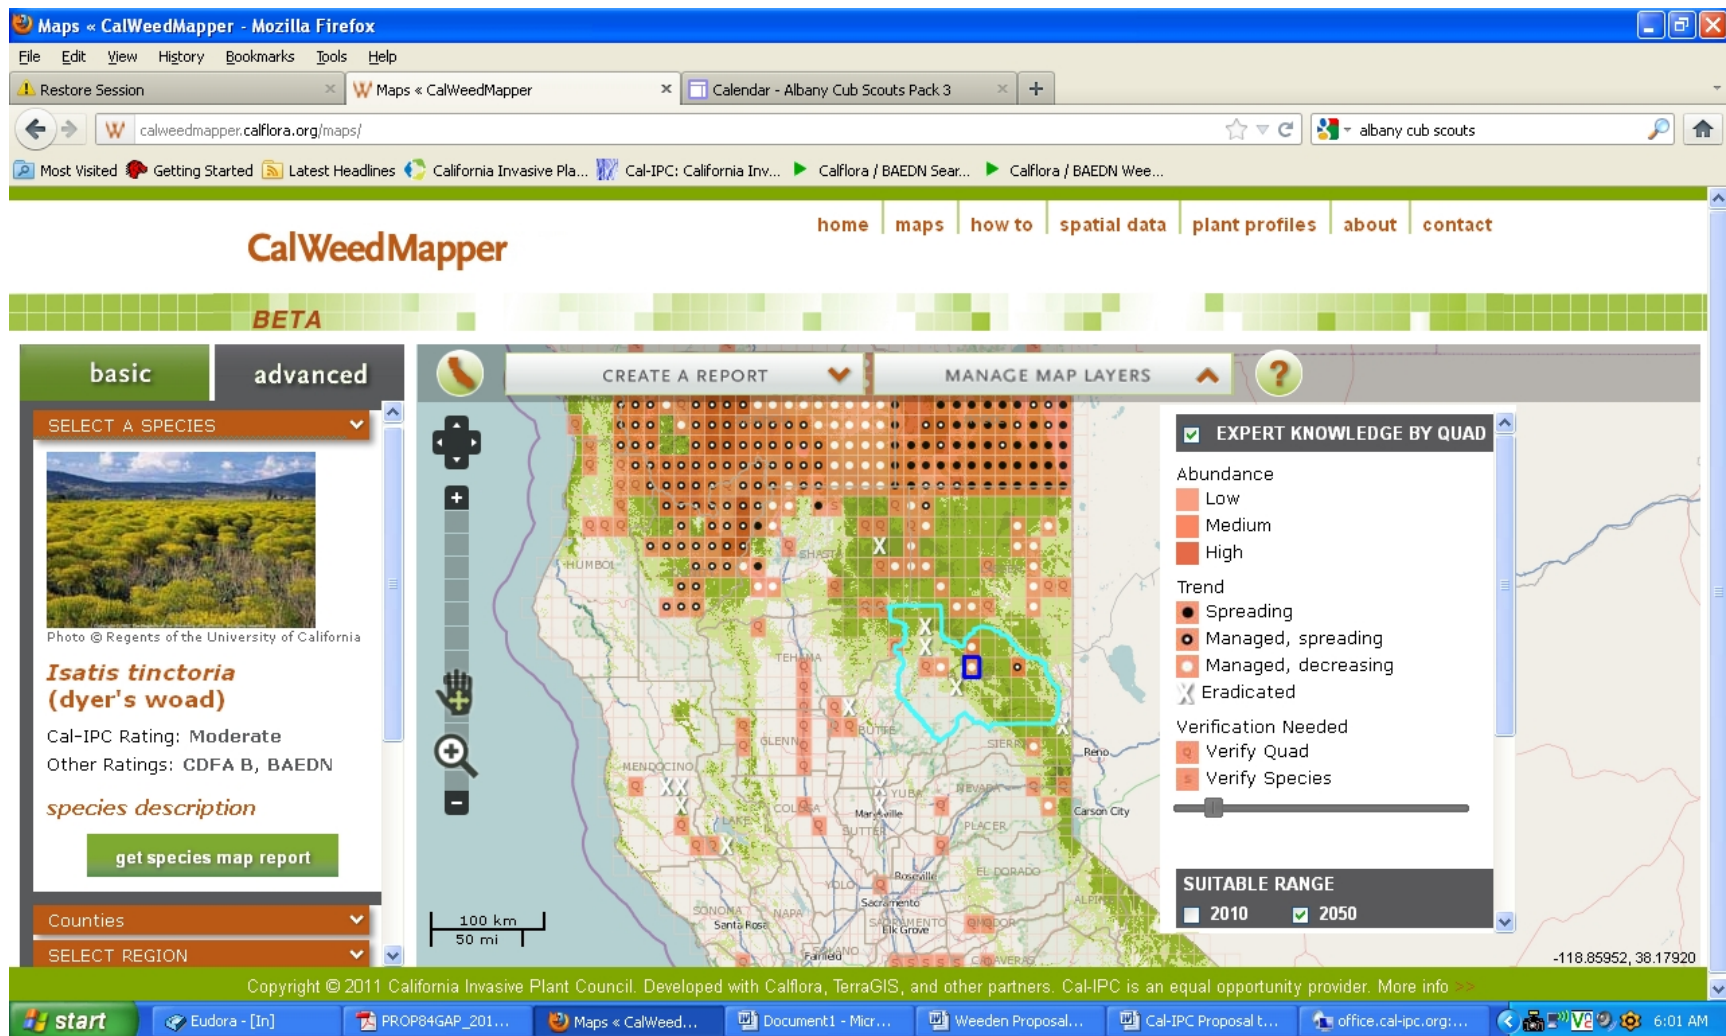 Maps « CalWeedMapper - Mozilla Firefox
File Edit View History Bookmarks Tools Help
Restore Session
Maps « CalWeedMapper
Calendar - Albany Cub Scouts Pack 3
calweedmapper.calflora.org/maps/
albany cub scouts
Most Visited Getting Started Latest Headlines California Invasive Pla... Cal-IPC: California Inv... Calflora / BAEDN Sear... Calflora / BAEDN Wee...
home maps how to spatial data plant profiles about contact
CalWeedMapper
BETA
basic advanced
SELECT A SPECIES
Photo © Regents of the University of California
Isatis tinctoria
(dyer's woad)
Cal-IPC Rating: Moderate
Other Ratings: CDFA B, BAEDN
species description
get species map report
Counties
SELECT REGION
CREATE A REPORT
MANAGE MAP LAYERS
?
SHASTA
HUMBOL
TEHAMA
BUTTE
GLENN
SIERRA
Reno
MENDOCINO
COLUSA
YUBA
NEVADA
Marysville
Carson City
LAKE
SUTTER
PLACER
YOLO
Roseville
EL DORADO
Sacramento
ALPINE
SONOMA
NAPA
Santa Rosa
SACRAMENTO
Elk Grove
AMADOR
SOLANO
Fairfield
CALAVERAS
100 km
50 mi
EXPERT KNOWLEDGE BY QUAD
Abundance
Low
Medium
High
Trend
Spreading
Managed, spreading
Managed, decreasing
X Eradicated
Verification Needed
Q Verify Quad
S Verify Species
SUITABLE RANGE
2010 2050
-118.85952, 38.17920
Copyright © 2011 California Invasive Plant Council. Developed with Calflora, TerraGIS, and other partners. Cal-IPC is an equal opportunity provider. More info >>
start
Eudora - [In]
PROP84GAP_201...
Maps « CalWeed...
Document1 - Micr...
Weeden Proposal...
Cal-IPC Proposal t...
office.cal-ipc.org:...
6:01 AM